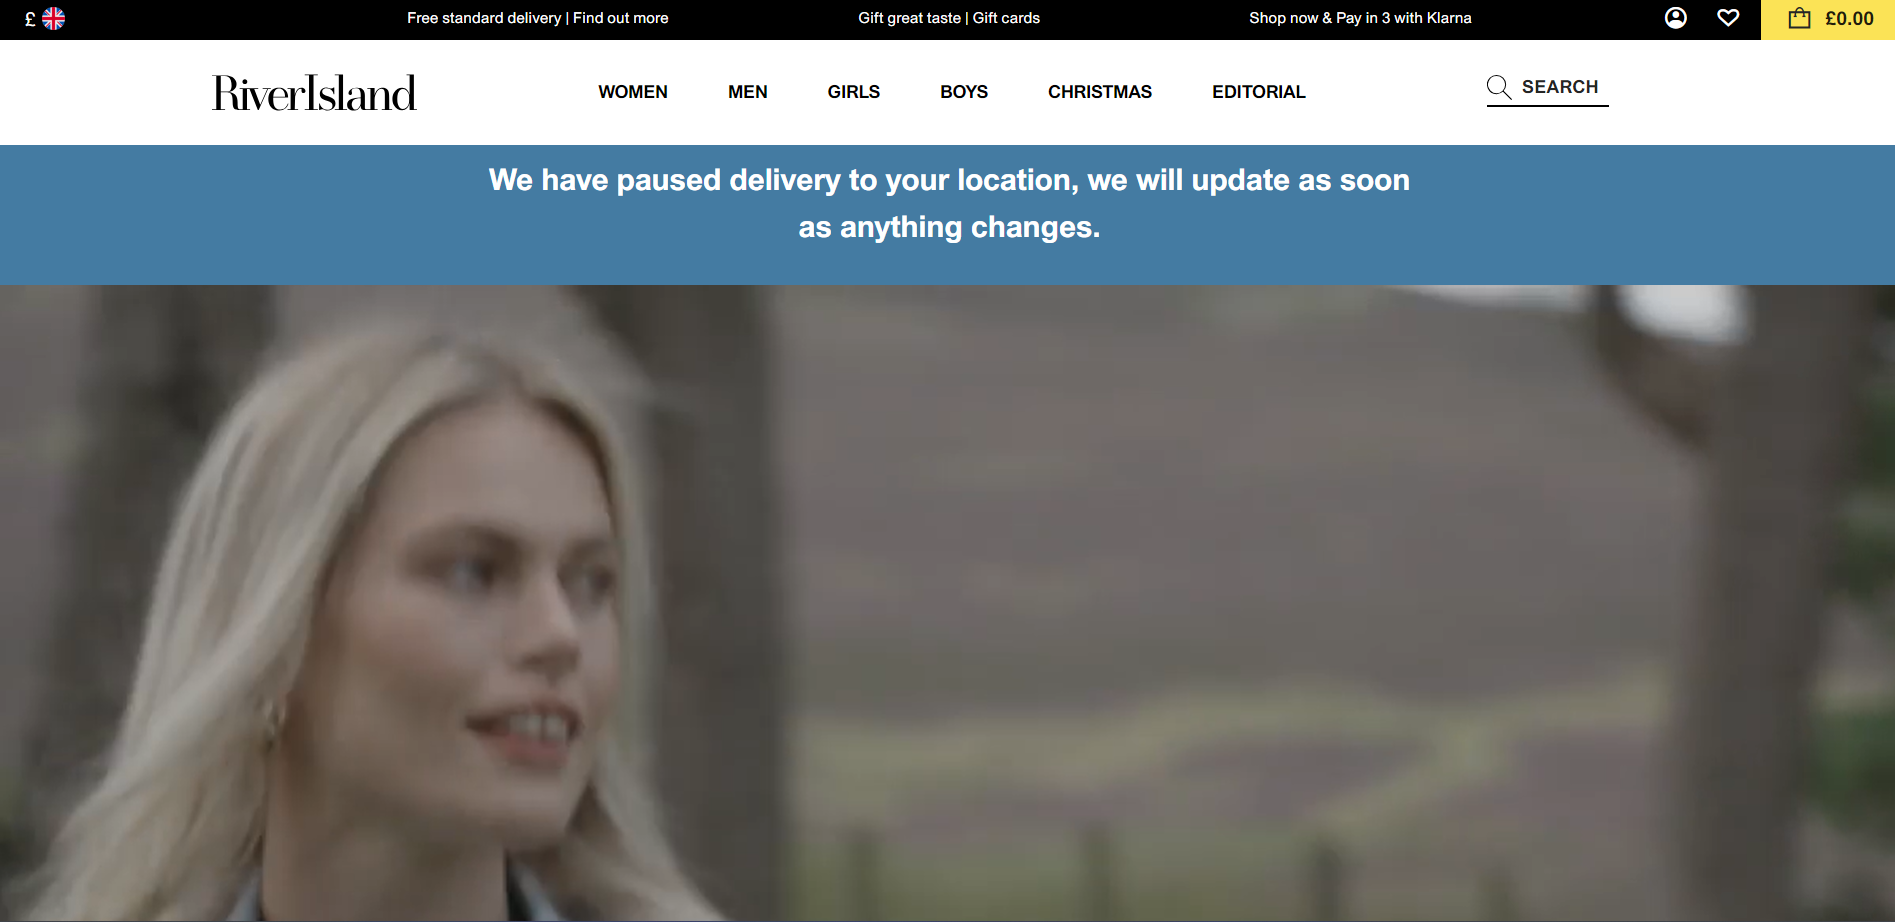 £
Free standard delivery | Find out more
Gift great taste | Gift cards
Shop now & Pay in 3 with Klarna
£0.00
RiverIsland
WOMEN
MEN
GIRLS
BOYS
CHRISTMAS
EDITORIAL
SEARCH
We have paused delivery to your location, we will update as soon
as anything changes.